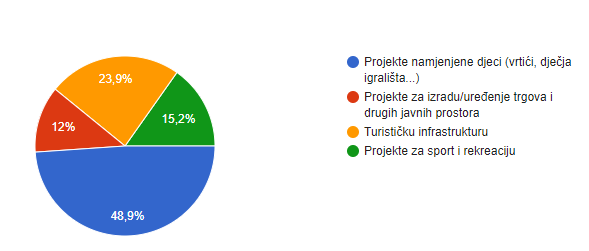 23,9%
15,2%
12%
48,9%
Projekte namjenjene djeci (vrtići, dječja
igrališta...)
Projekte za izradu/uređenje trgova i
drugih javnih prostora
Turističku infrastrukturu
Projekte za sport i rekreaciju